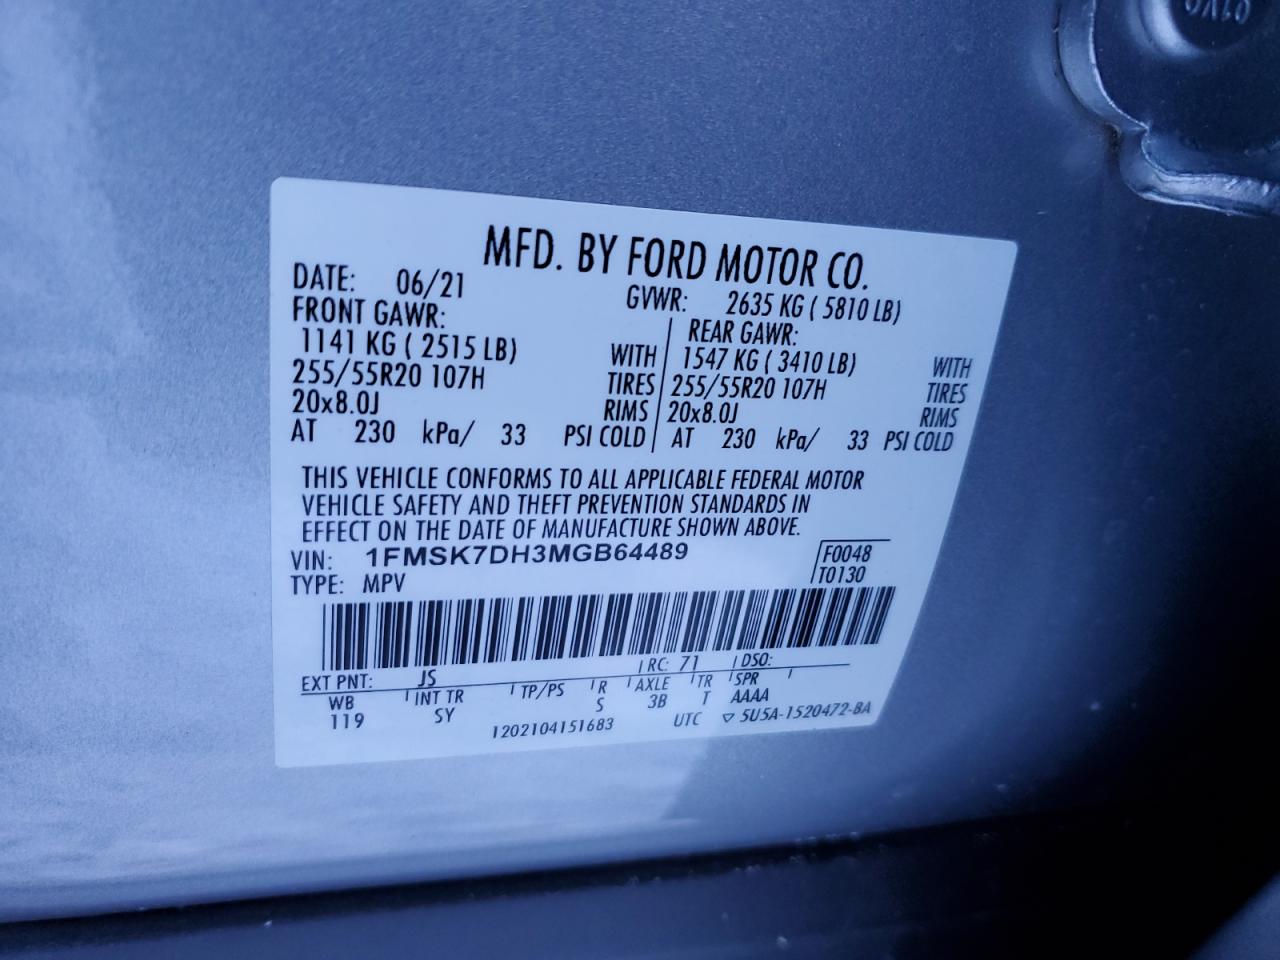 01VO
MFD. BY FORD MOTOR CO.
DATE: 06/21 GVWR: 2635 KG ( 5810 LB)
FRONT GAWR: REAR GAWR:
1141 KG ( 2515 LB) WITH 1547 KG ( 3410 LB) WITH
255/55R20 107H TIRES 255/55R20 107H TIRES
20x8.0J RIMS 20x8.0J RIMS
AT 230 kPa/ 33 PSI COLD AT 230 kPa/ 33 PSI COLD
THIS VEHICLE CONFORMS TO ALL APPLICABLE FEDERAL MOTOR
VEHICLE SAFETY AND THEFT PREVENTION STANDARDS IN
EFFECT ON THE DATE OF MANUFACTURE SHOWN ABOVE.
VIN: 1FMSK7DH3MGB64489 F0048
TYPE: MPV T0130
EXT PNT: JS RC: 71 DSO:
WB INT TR TP/PS R AXLE TR SPR
119 SY S 3B T AAAA
1202104151683 UTC ▽ 5U5A-1520472-BA